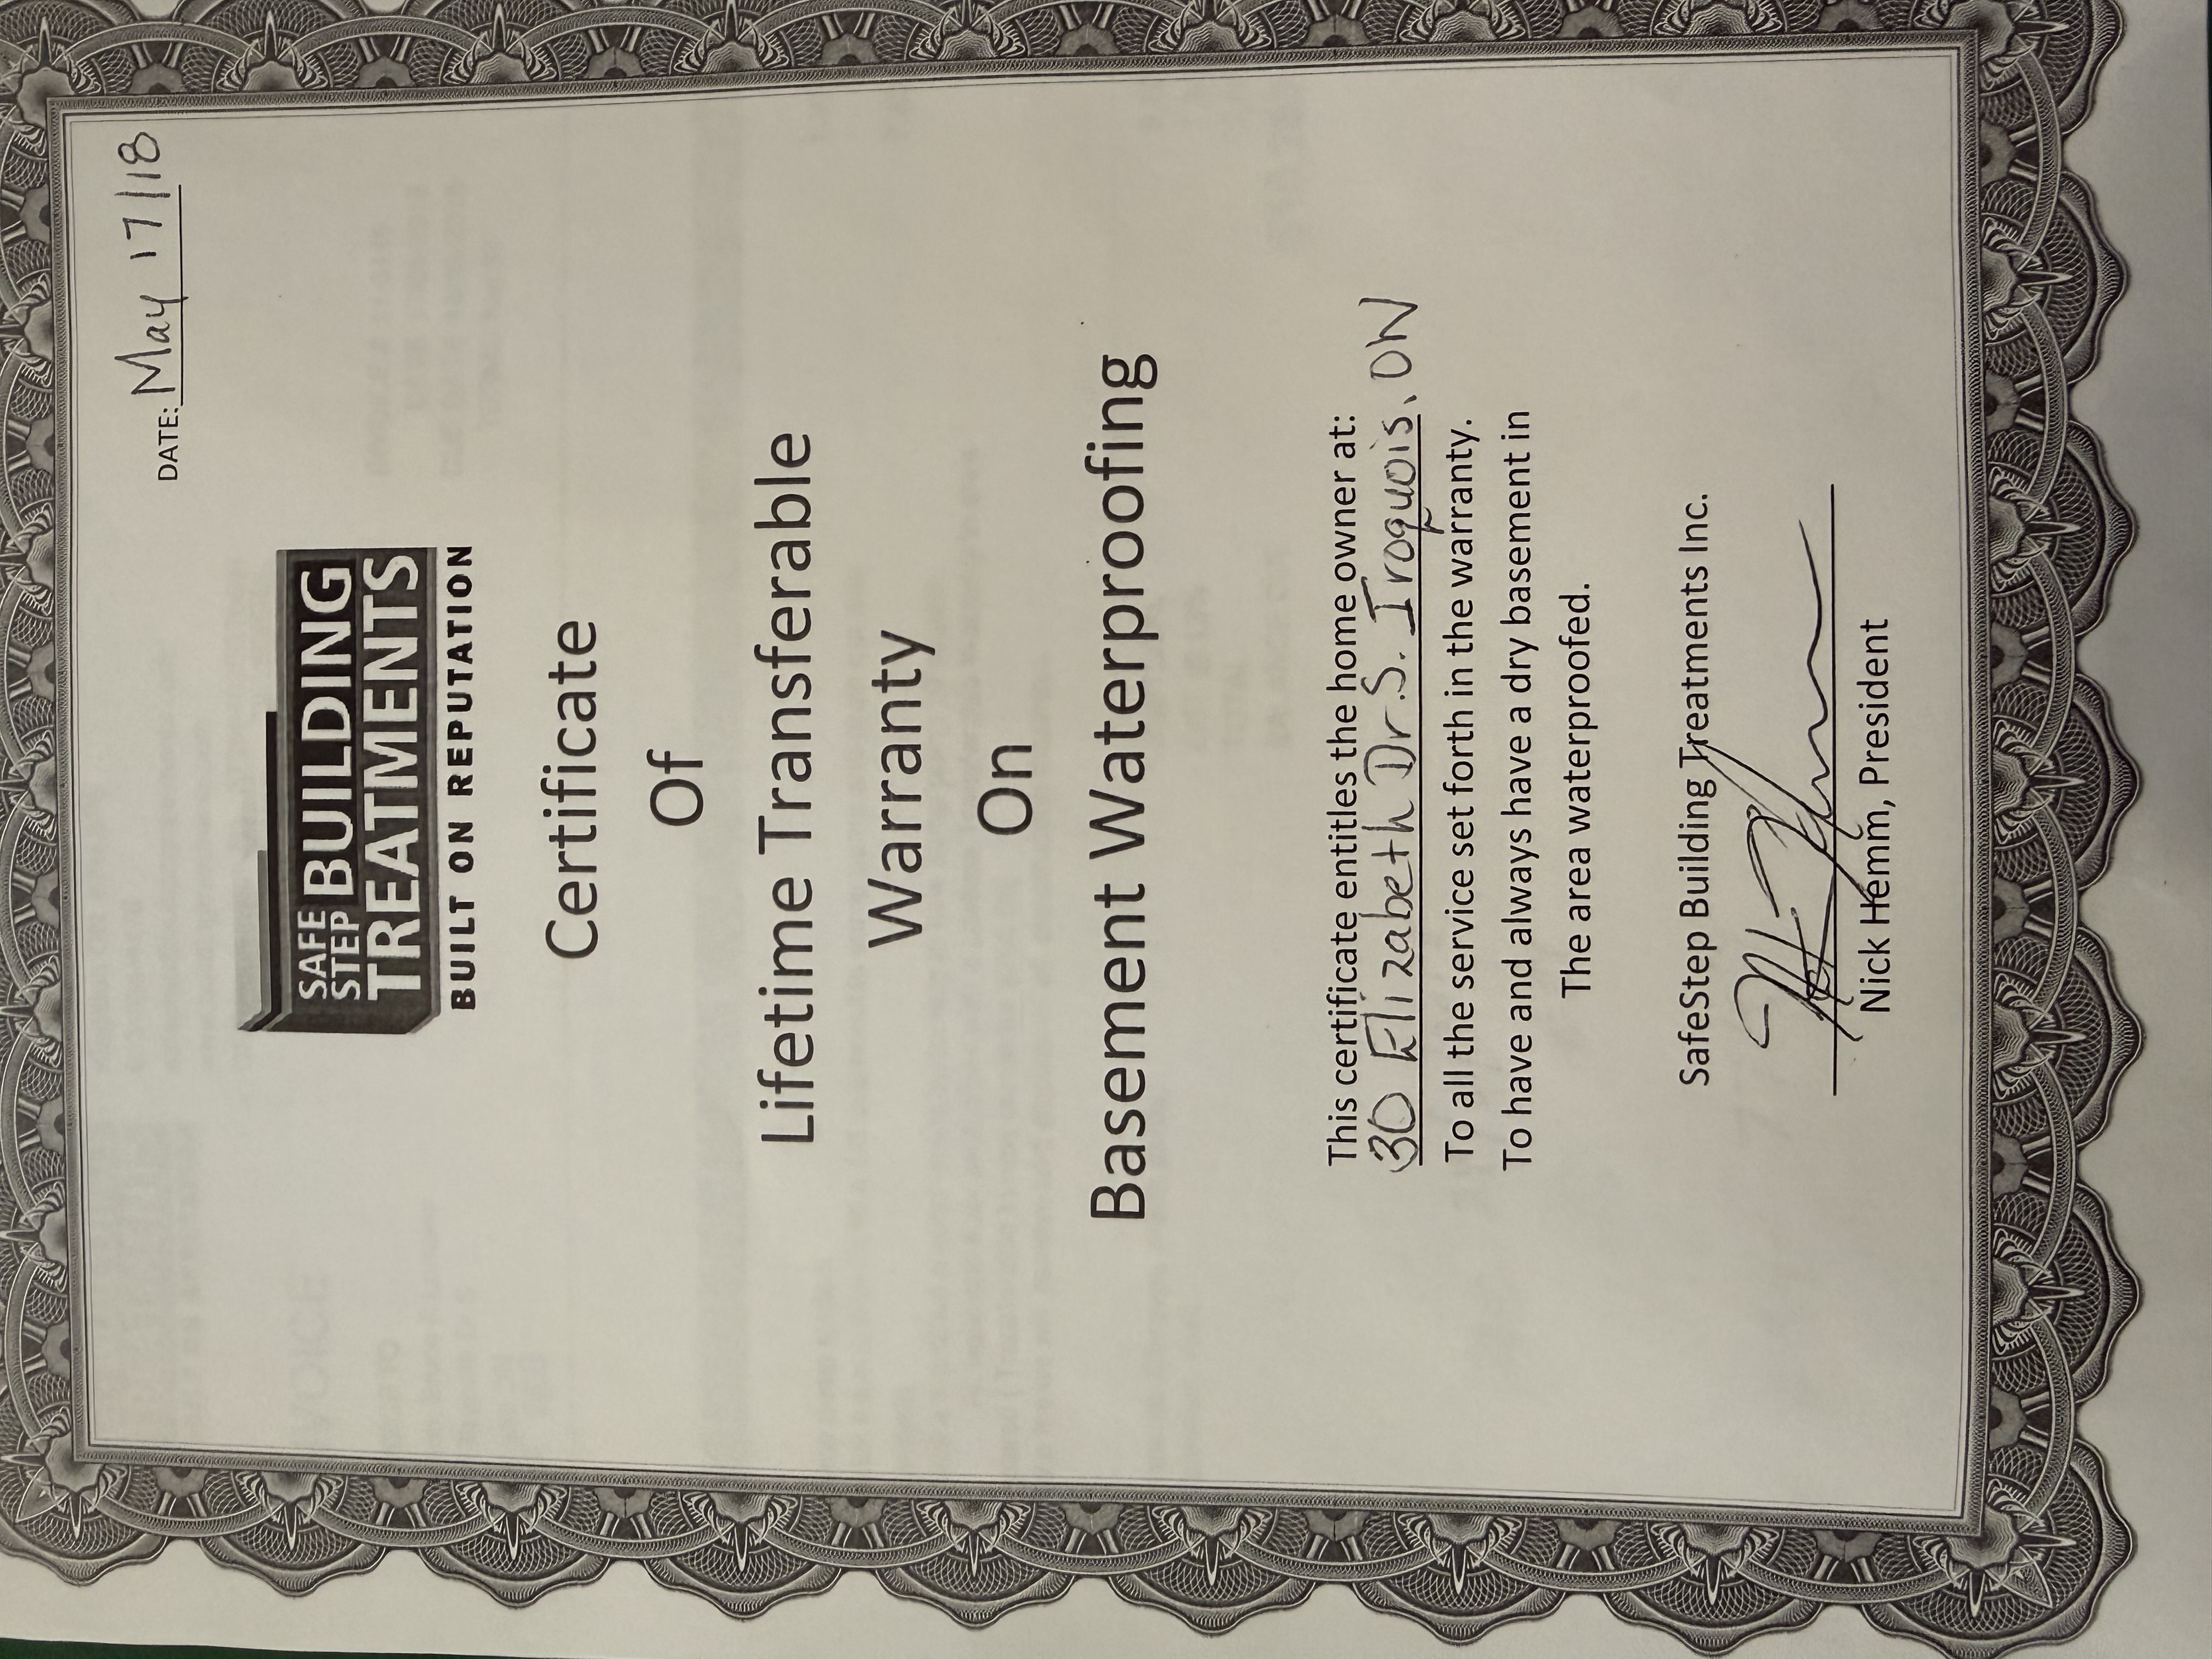 DATE: May 17/18
SAFE STEP BUILDING
TREATMENTS
BUILT ON REPUTATION
Certificate
Of
Lifetime Transferable
Warranty
On
Basement Waterproofing
This certificate entitles the home owner at:
30 Elizabeth Dr. S. Iroquois, ON
To all the service set forth in the warranty.
To have and always have a dry basement in
The area waterproofed.
SafeStep Building Treatments Inc.
Nick Hemm, President